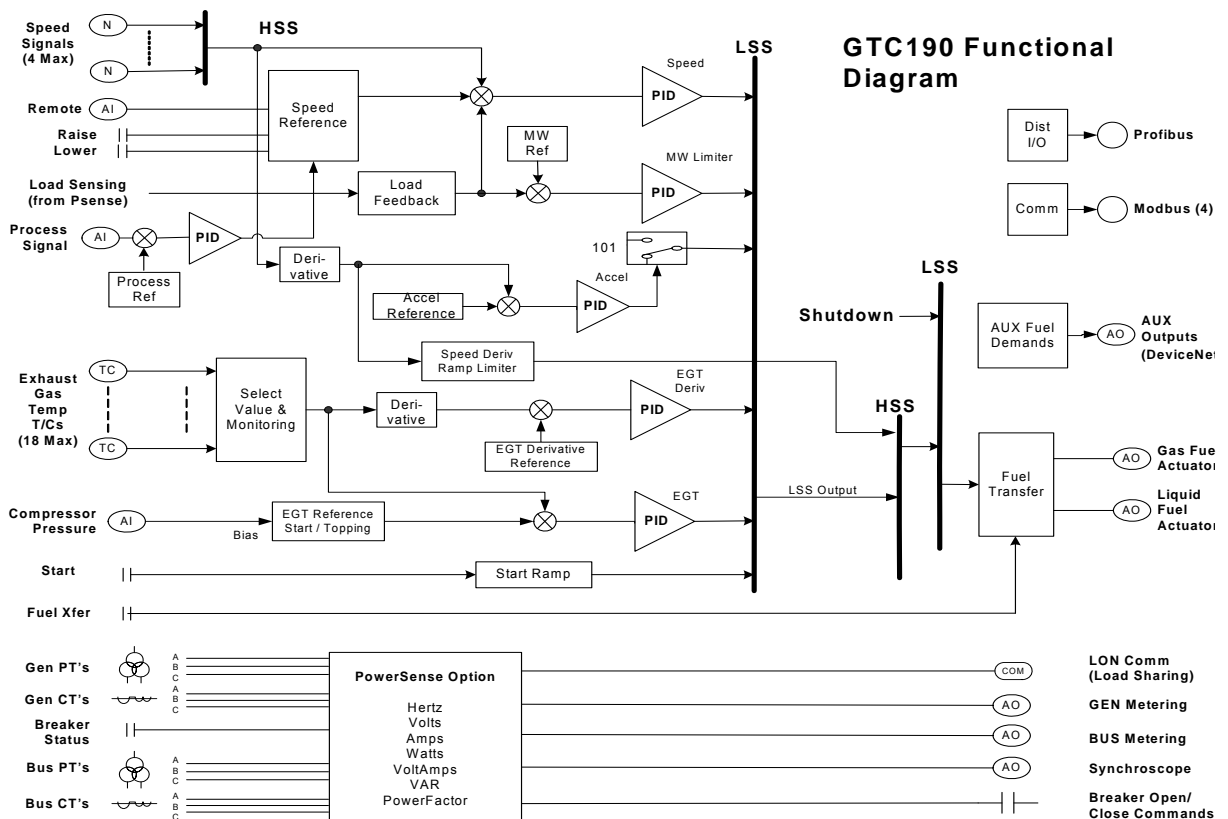 GTC190 Functional
Diagram
Speed
Signals
(4 Max)
N
N
HSS
Remote
AI
Raise
Lower
Speed
Reference
Load Sensing
(from Psense)
Load
Feedback
Process
Signal
AI
PID
Process
Ref
Deri-
vative
Speed
PID
MW
Ref
MW Limiter
PID
101
Accel
PID
Accel
Reference
Speed Deriv
Ramp Limiter
LSS
Exhaust
Gas
Temp
T/Cs
(18 Max)
TC
TC
Select
Value &
Monitoring
Deri-
vative
EGT
Deriv
PID
EGT Derivative
Reference
Compressor
Pressure
AI
Bias
EGT Reference
Start / Topping
EGT
PID
Start
Start Ramp
Fuel Xfer
LSS Output
HSS
Shutdown
LSS
Dist
I/O
Profibus
Comm
Modbus (4)
AUX Fuel
Demands
AO
AUX
Outputs
(DeviceNet
Fuel
Transfer
AO
Gas Fuel
Actuator
AO
Liquid
Fuel
Actuator
Gen PT's
A
B
C
Gen CT's
A
B
C
Breaker
Status
Bus PT's
A
B
C
Bus CT's
A
B
C
PowerSense Option
Hertz
Volts
Amps
Watts
VoltAmps
VAR
PowerFactor
COM
LON Comm
(Load Sharing)
AO
GEN Metering
AO
BUS Metering
AO
Synchroscope
Breaker Open/
Close Commands